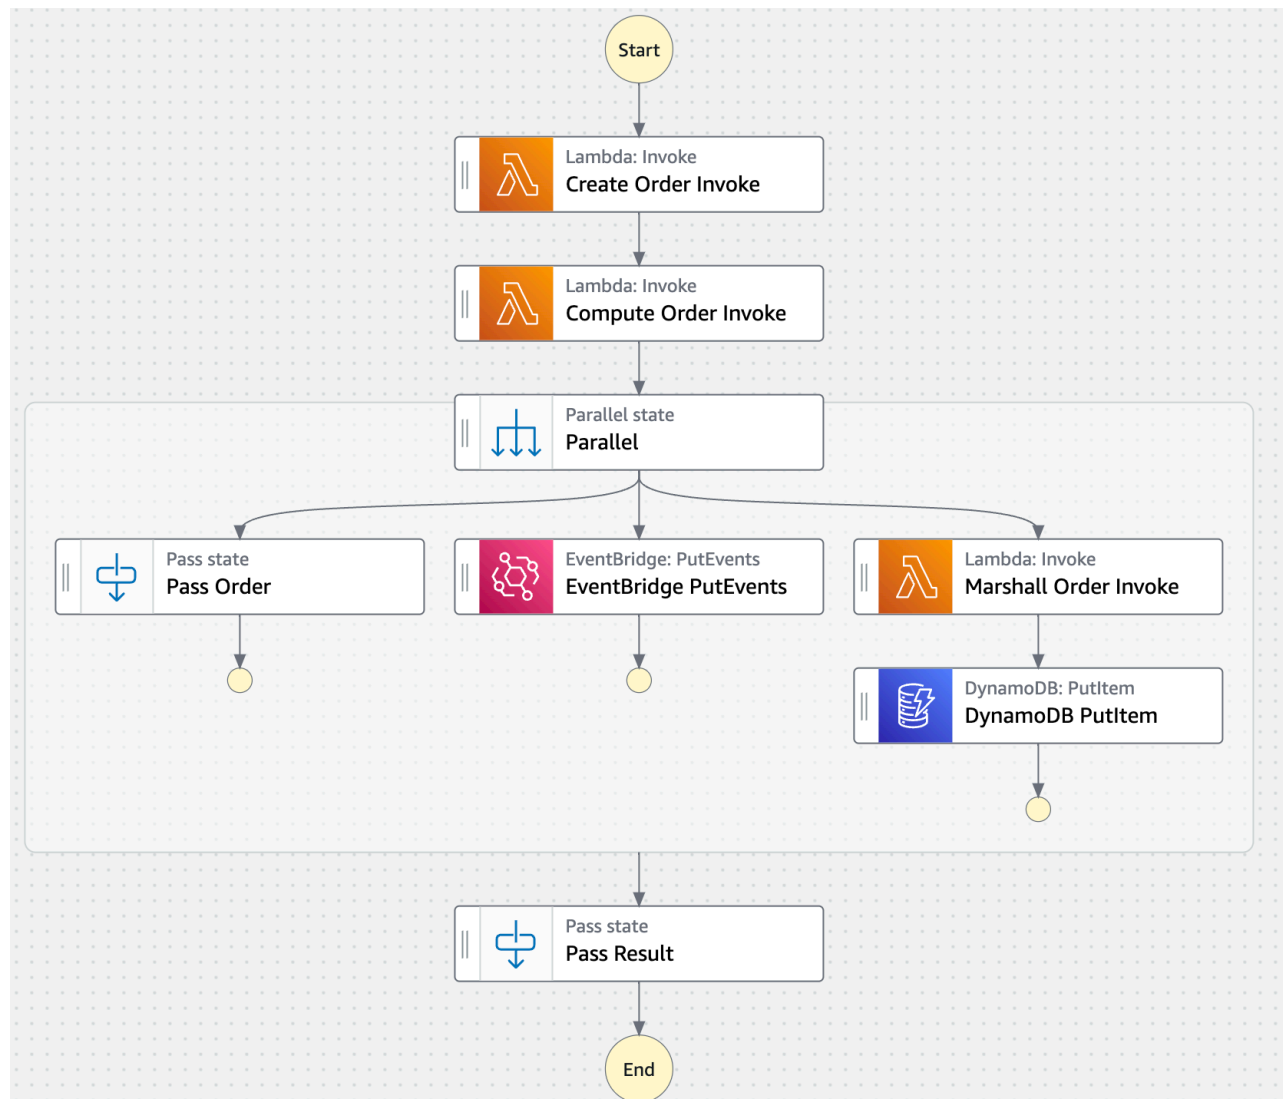 Start
Lambda: Invoke
Create Order Invoke
Lambda: Invoke
Compute Order Invoke
Parallel state
Parallel
Pass state
Pass Order
EventBridge: PutEvents
EventBridge PutEvents
Lambda: Invoke
Marshall Order Invoke
DynamoDB: PutItem
DynamoDB PutItem
Pass state
Pass Result
End